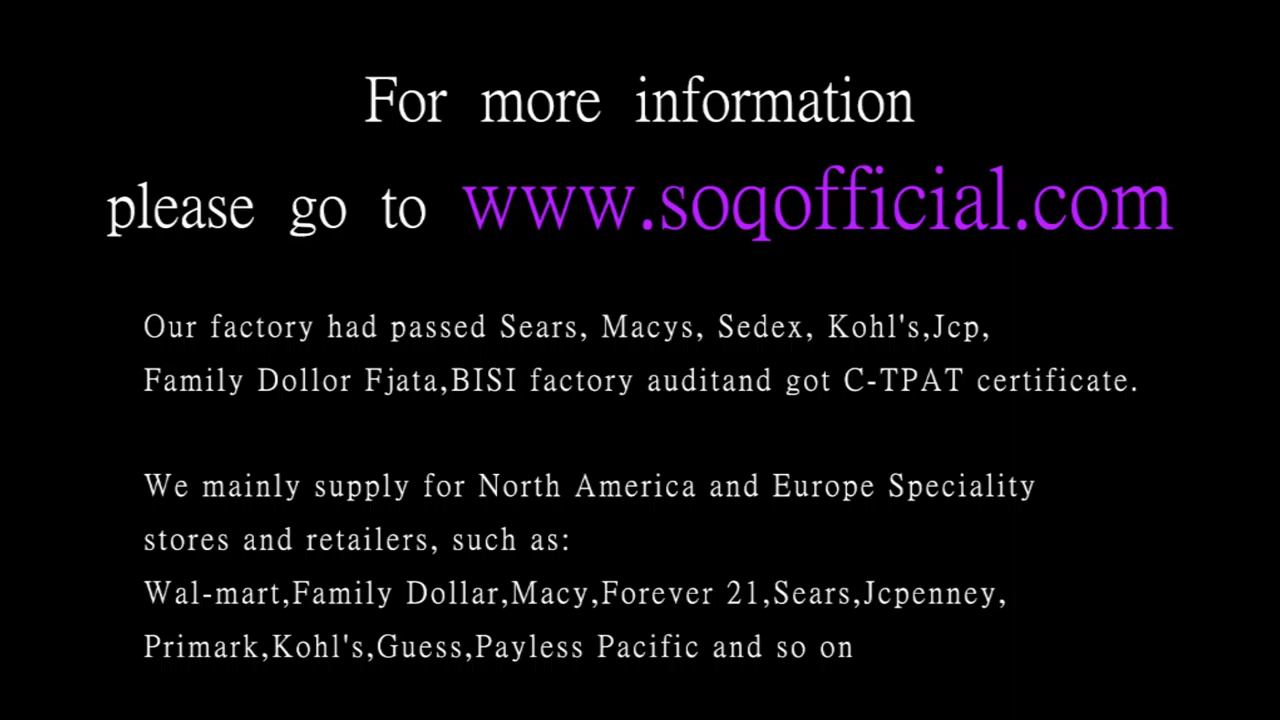 For more information
please go to www.soqofficial.com
Our factory had passed Sears, Macys, Sedex, Kohl's,Jcp,
Family Dollor Fjata,BISI factory auditand got C-TPAT certificate.
We mainly supply for North America and Europe Speciality
stores and retailers, such as:
Wal-mart,Family Dollar,Macy,Forever 21,Sears,Jcpenney,
Primark,Kohl's,Guess,Payless Pacific and so on